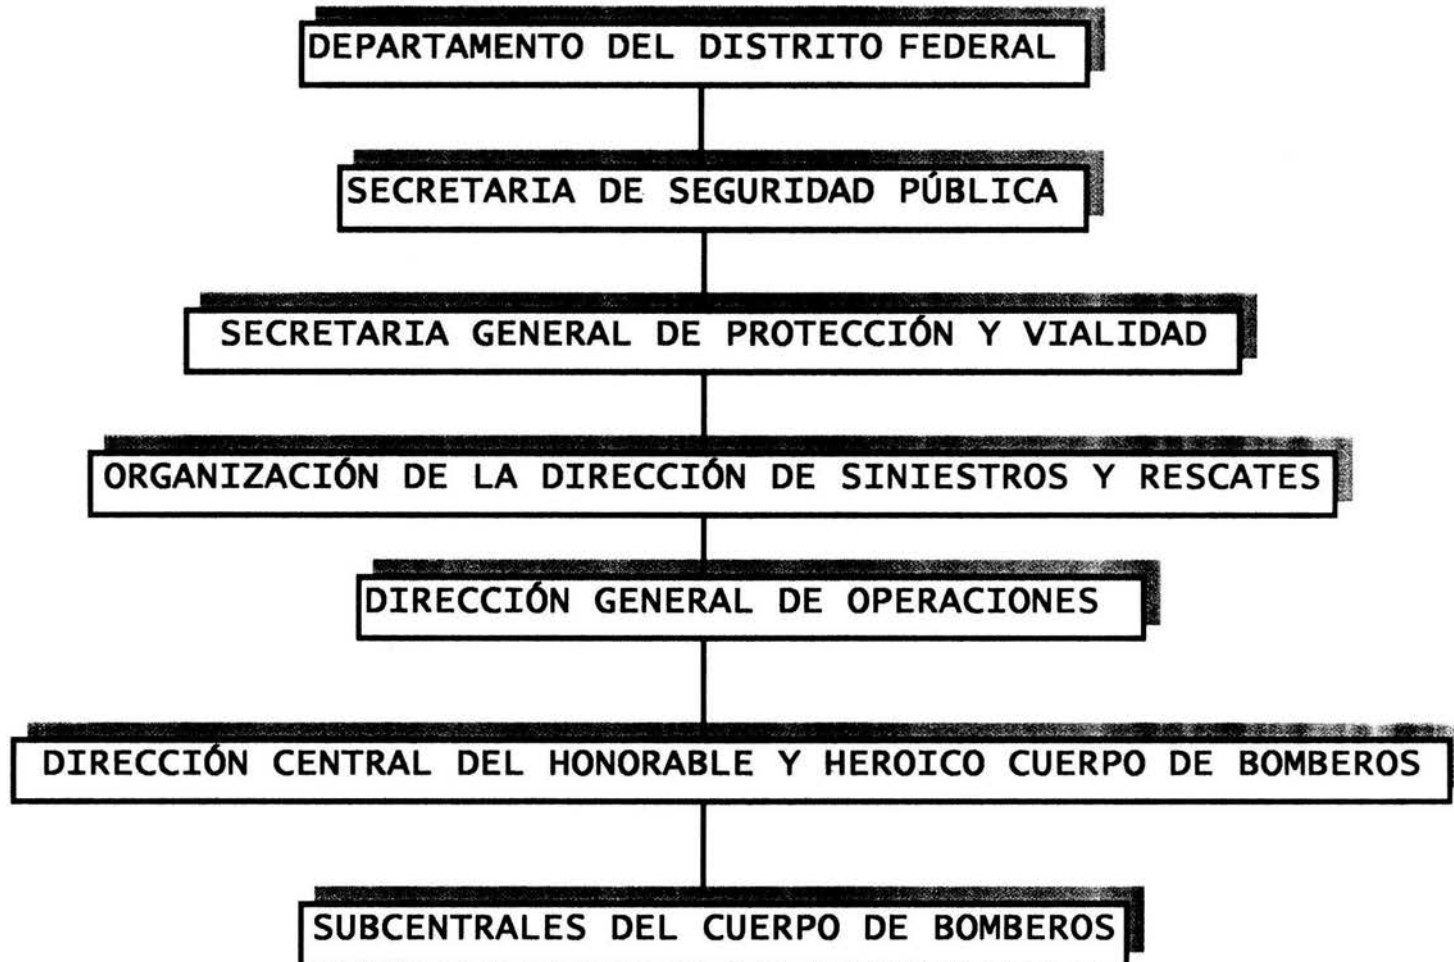 DEPARTAMENTO DEL DISTRITO FEDERAL
SECRETARIA DE SEGURIDAD PÚBLICA
SECRETARIA GENERAL DE PROTECCIÓN Y VIALIDAD
ORGANIZACIÓN DE LA DIRECCIÓN DE SINIESTROS Y RESCATES
DIRECCIÓN GENERAL DE OPERACIONES
DIRECCIÓN CENTRAL DEL HONORABLE Y HEROICO CUERPO DE BOMBEROS
SUBCENTRALES DEL CUERPO DE BOMBEROS